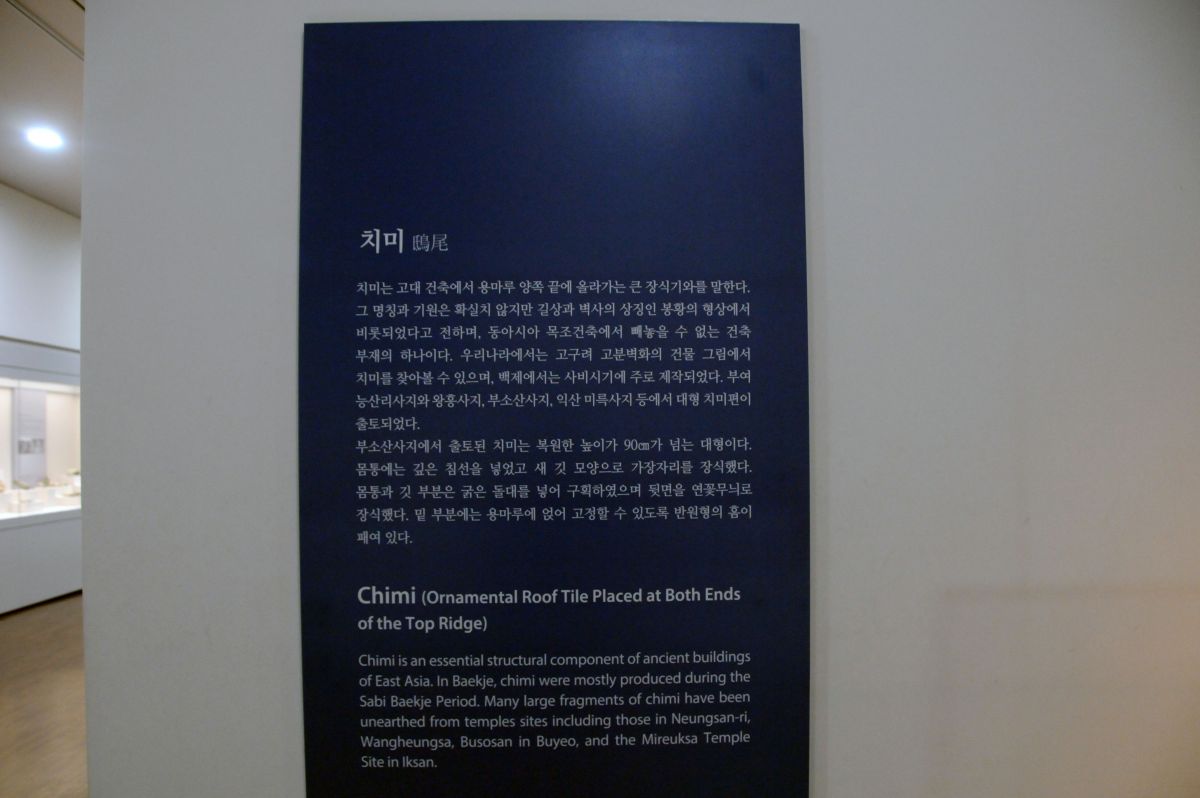 치미 鴟尾
치미는 고대 건축에서 용마루 양쪽 끝에 올라가는 큰 장식기와를 말한다.
그 명칭과 기원은 확실치 않지만 길상과 벽사의 상징인 봉황의 형상에서
비롯되었다고 전하며, 동아시아 목조건축에서 빼놓을 수 없는 건축
부재의 하나이다. 우리나라에서는 고구려 고분벽화의 건물 그림에서
치미를 찾아볼 수 있으며, 백제에서는 사비시기에 주로 제작되었다. 부여
능산리사지와 왕흥사지, 부소산사지, 익산 미륵사지 등에서 대형 치미편이
출토되었다.
부소산사지에서 출토된 치미는 복원한 높이가 90㎝가 넘는 대형이다.
몸통에는 깊은 침선을 넣었고 새 깃 모양으로 가장자리를 장식했다.
몸통과 깃 부분은 굵은 돌대를 넣어 구획하였으며 뒷면을 연꽃무늬로
장식했다. 밑 부분에는 용마루에 얹어 고정할 수 있도록 반원형의 홈이
패여 있다.
Chimi (Ornamental Roof Tile Placed at Both Ends
of the Top Ridge)
Chimi is an essential structural component of ancient buildings
of East Asia. In Baekje, chimi were mostly produced during the
Sabi Baekje Period. Many large fragments of chimi have been
unearthed from temples sites including those in Neungsan-ri,
Wangheungsa, Busosan in Buyeo, and the Mireuksa Temple
Site in Iksan.